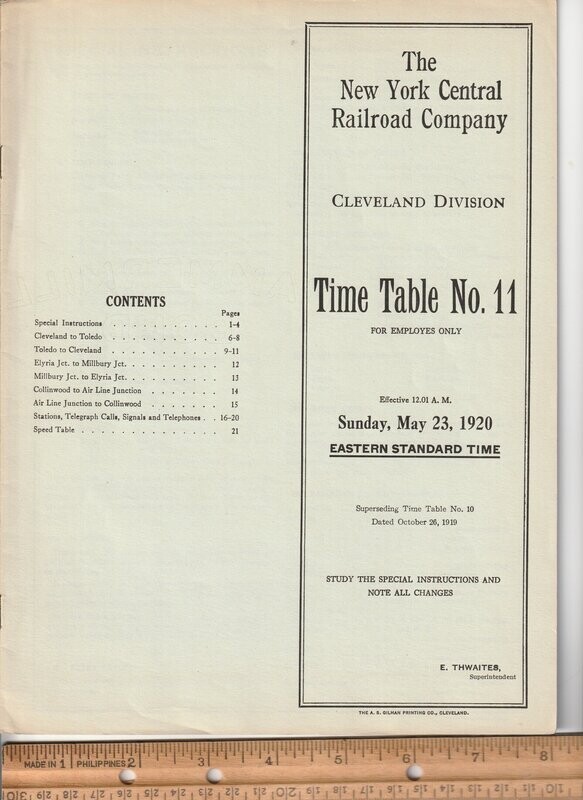 The
New York Central
Railroad Company
CLEVELAND DIVISION
Time Table No. 11
FOR EMPLOYES ONLY
Effective 12.01 A. M.
Sunday, May 23, 1920
EASTERN STANDARD TIME
Superseding Time Table No. 10
Dated October 26, 1919
STUDY THE SPECIAL INSTRUCTIONS AND
NOTE ALL CHANGES
E. THWAITES,
Superintendent
THE A. S. GILMAN PRINTING CO., CLEVELAND.
CONTENTS
Pages
Special Instructions . . . . . . . . . . 1-4
Cleveland to Toledo . . . . . . . . . . 6-8
Toledo to Cleveland . . . . . . . . . . 9-11
Elyria Jct. to Millbury Jct. . . . . . . . . . 12
Millbury Jct. to Elyria Jct. . . . . . . . . . 13
Collinwood to Air Line Junction . . . . . . 14
Air Line Junction to Collinwood . . . . . . 15
Stations, Telegraph Calls, Signals and Telephones . . 16-20
Speed Table . . . . . . . . . . . . . 21
MADE IN 1 PHILIPPINES 2 3 4 5 6 7 8